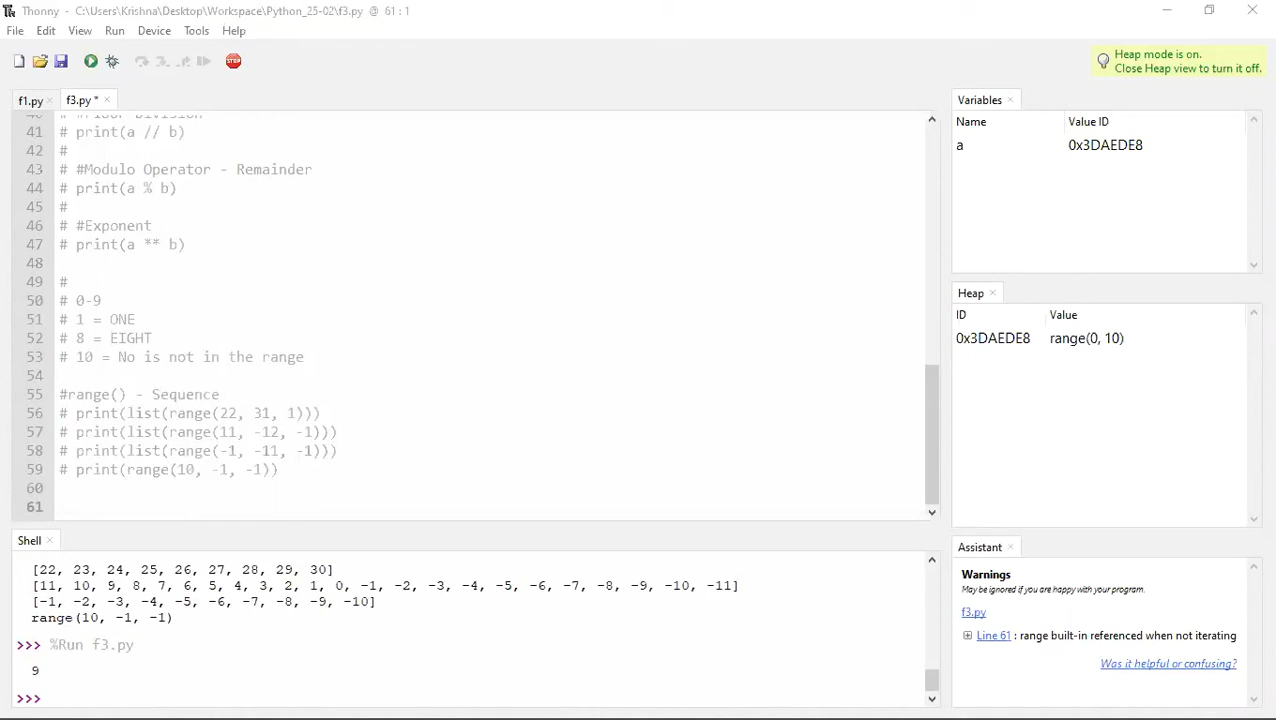 Thonny - C:\Users\Krishna\Desktop\Workspace\Python_25-02\f3.py @ 61 : 1
File Edit View Run Device Tools Help
STOP
Heap mode is on.
Close Heap view to turn it off.
f1.py × f3.py * ×
40 # #Floor Division
41 # print(a // b)
42 #
43 # #Modulo Operator - Remainder
44 # print(a % b)
45 #
46 # #Exponent
47 # print(a ** b)
48
49 #
50 # 0-9
51 # 1 = ONE
52 # 8 = EIGHT
53 # 10 = No is not in the range
54
55 #range() - Sequence
56 # print(list(range(22, 31, 1)))
57 # print(list(range(11, -12, -1)))
58 # print(list(range(-1, -11, -1)))
59 # print(range(10, -1, -1))
60
61
Shell ×
[22, 23, 24, 25, 26, 27, 28, 29, 30]
[11, 10, 9, 8, 7, 6, 5, 4, 3, 2, 1, 0, -1, -2, -3, -4, -5, -6, -7, -8, -9, -10, -11]
[-1, -2, -3, -4, -5, -6, -7, -8, -9, -10]
range(10, -1, -1)
>>> %Run f3.py
9
>>>
Variables ×
Name Value ID
a 0x3DAEDE8
Heap ×
ID Value
0x3DAEDE8 range(0, 10)
Assistant ×
Warnings
May be ignored if you are happy with your program.
f3.py
Line 61 : range built-in referenced when not iterating
Was it helpful or confusing?